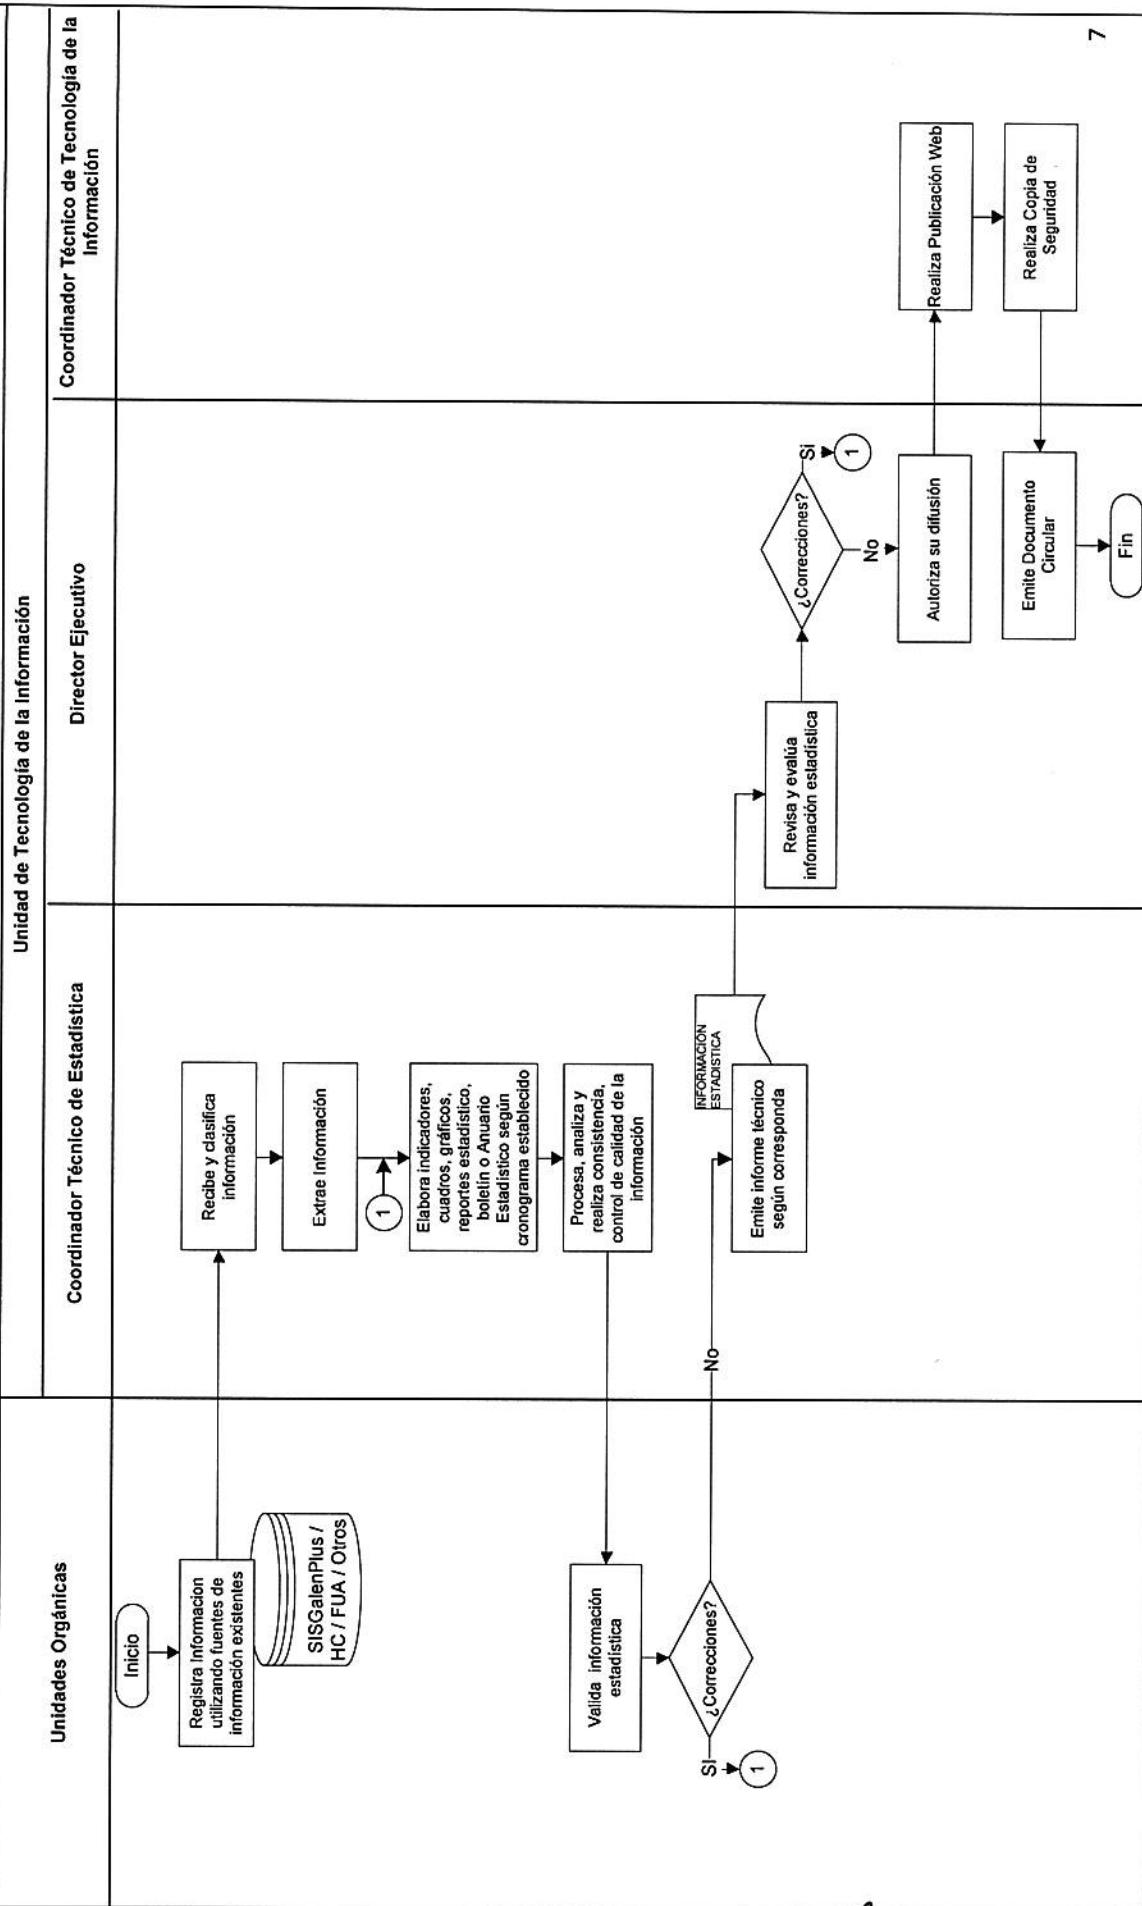 Unidad de Tecnología de la Información
Unidades Orgánicas
Coordinador Técnico de Estadística
Director Ejecutivo
Coordinador Técnico de Tecnología de la
Información
Inicio
Registra Informacion
utilizando fuentes de
información existentes
SISGalenPlus /
HC / FUA / Otros
Recibe y clasifica
información
Extrae Información
1
Elabora indicadores,
cuadros, gráficos,
reportes estadístico,
boletín o Anuario
Estadístico según
cronograma establecido
Procesa, analiza y
realiza consistencia,
control de calidad de la
información
Valida información
estadística
¿Correcciones?
SI
1
No
Emite informe técnico
según corresponda
INFORMACIÓN
ESTADISTICA
Revisa y evalúa
información estadística
¿Correcciones?
Si
1
No
Autoriza su difusión
Realiza Publicación Web
Realiza Copia de
Seguridad
Emite Documento
Circular
Fin
7